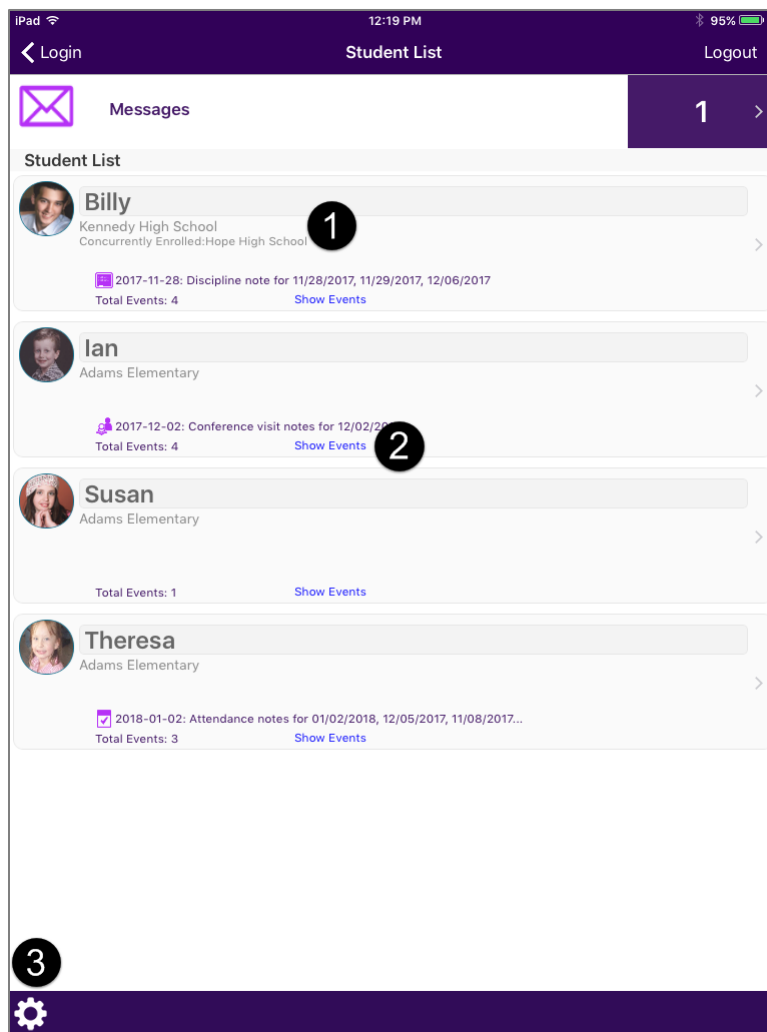 iPad 12:19 PM 95%
Login Student List Logout
Messages 1
Student List
Billy
Kennedy High School
Concurrently Enrolled:Hope High School
1
2017-11-28: Discipline note for 11/28/2017, 11/29/2017, 12/06/2017
Total Events: 4 Show Events
Ian
Adams Elementary
2017-12-02: Conference visit notes for 12/02/20
Total Events: 4 Show Events
2
Susan
Adams Elementary
Total Events: 1 Show Events
Theresa
Adams Elementary
2018-01-02: Attendance notes for 01/02/2018, 12/05/2017, 11/08/2017...
Total Events: 3 Show Events
3